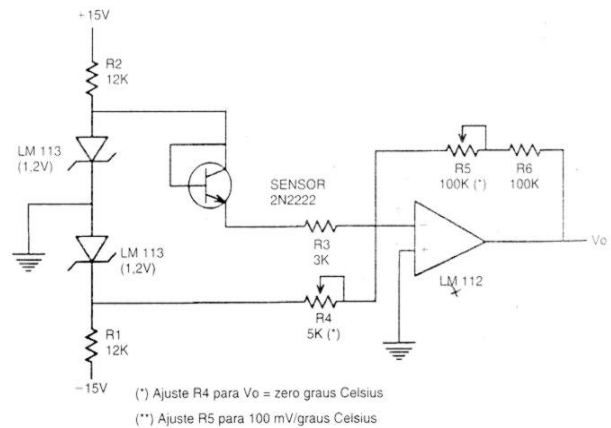 +15V
R2
12K
LM 113
(1,2V)
SENSOR
2N2222
R5
100K (*)
R6
100K
R3
3K
−
+
Vo
LM 112
LM 113
(1,2V)
R4
5K (*)
R1
12K
−15V
(*) Ajuste R4 para Vo = zero graus Celsius
(**) Ajuste R5 para 100 mV/graus Celsius